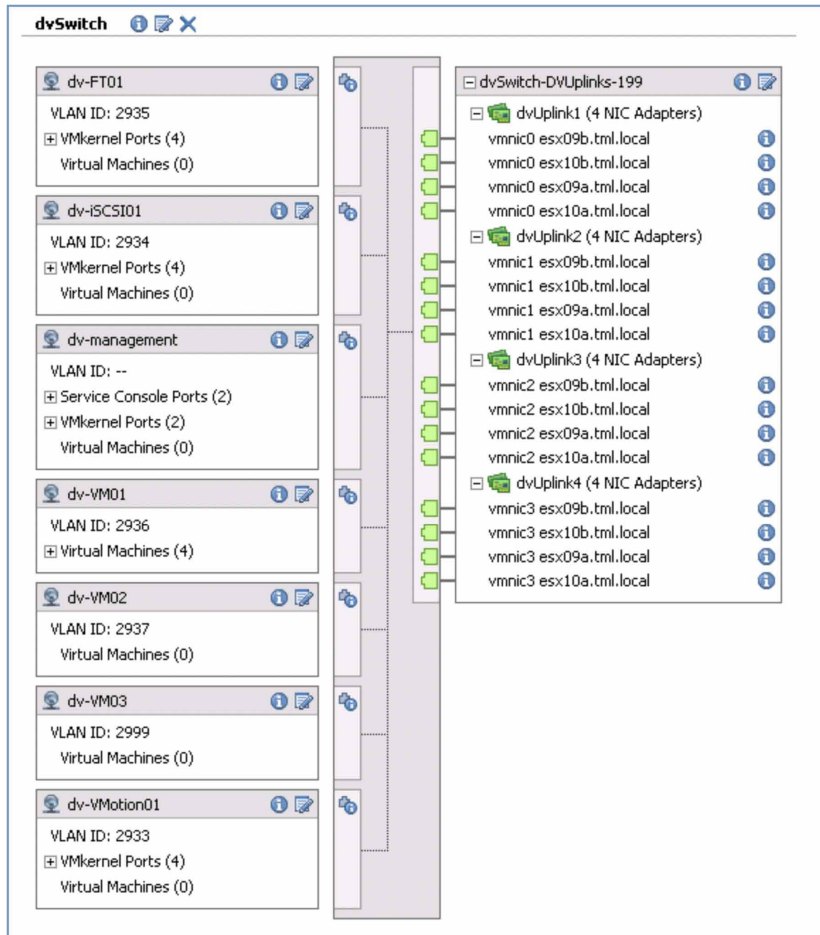 dvSwitch
dv-FT01
VLAN ID: 2935
VMkernel Ports (4)
Virtual Machines (0)
dv-iSCSI01
VLAN ID: 2934
VMkernel Ports (4)
Virtual Machines (0)
dv-management
VLAN ID: --
Service Console Ports (2)
VMkernel Ports (2)
Virtual Machines (0)
dv-VM01
VLAN ID: 2936
Virtual Machines (4)
dv-VM02
VLAN ID: 2937
Virtual Machines (0)
dv-VM03
VLAN ID: 2999
Virtual Machines (0)
dv-VMotion01
VLAN ID: 2933
VMkernel Ports (4)
Virtual Machines (0)
dvSwitch-DVUplinks-199
dvUplink1 (4 NIC Adapters)
vmnic0 esx09b.tml.local
vmnic0 esx10b.tml.local
vmnic0 esx09a.tml.local
vmnic0 esx10a.tml.local
dvUplink2 (4 NIC Adapters)
vmnic1 esx09b.tml.local
vmnic1 esx10b.tml.local
vmnic1 esx09a.tml.local
vmnic1 esx10a.tml.local
dvUplink3 (4 NIC Adapters)
vmnic2 esx09b.tml.local
vmnic2 esx10b.tml.local
vmnic2 esx09a.tml.local
vmnic2 esx10a.tml.local
dvUplink4 (4 NIC Adapters)
vmnic3 esx09b.tml.local
vmnic3 esx10b.tml.local
vmnic3 esx09a.tml.local
vmnic3 esx10a.tml.local